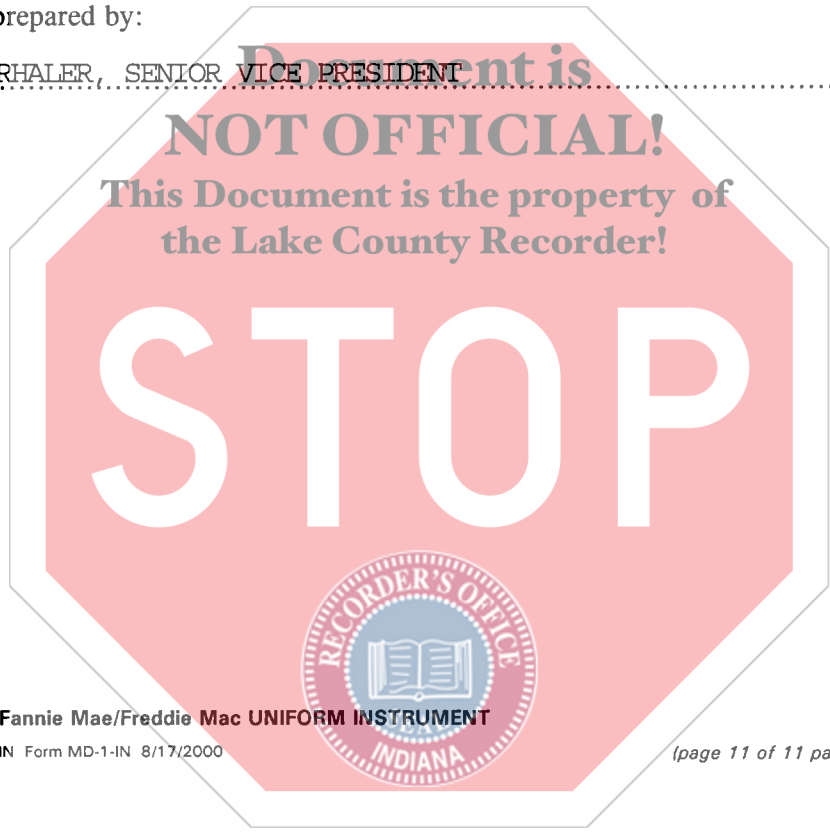 prepared by:
RHALER, SENIOR VICE PRESIDENT
Document is
NOT OFFICIAL!
This Document is the property of
the Lake County Recorder!
STOP
RECORDER'S OFFICE
INDIANA
Fannie Mae/Freddie Mac UNIFORM INSTRUMENT
IN Form MD-1-IN 8/17/2000
(page 11 of 11 pa